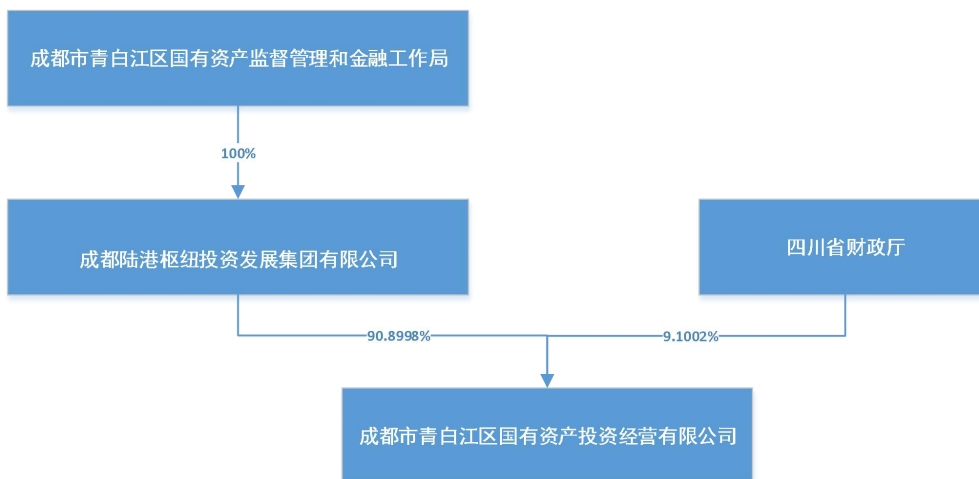 成都市青白江区国有资产监督管理和金融工作局
100%
成都陆港枢纽投资发展集团有限公司
四川省财政厅
90.8998%
9.1002%
成都市青白江区国有资产投资经营有限公司